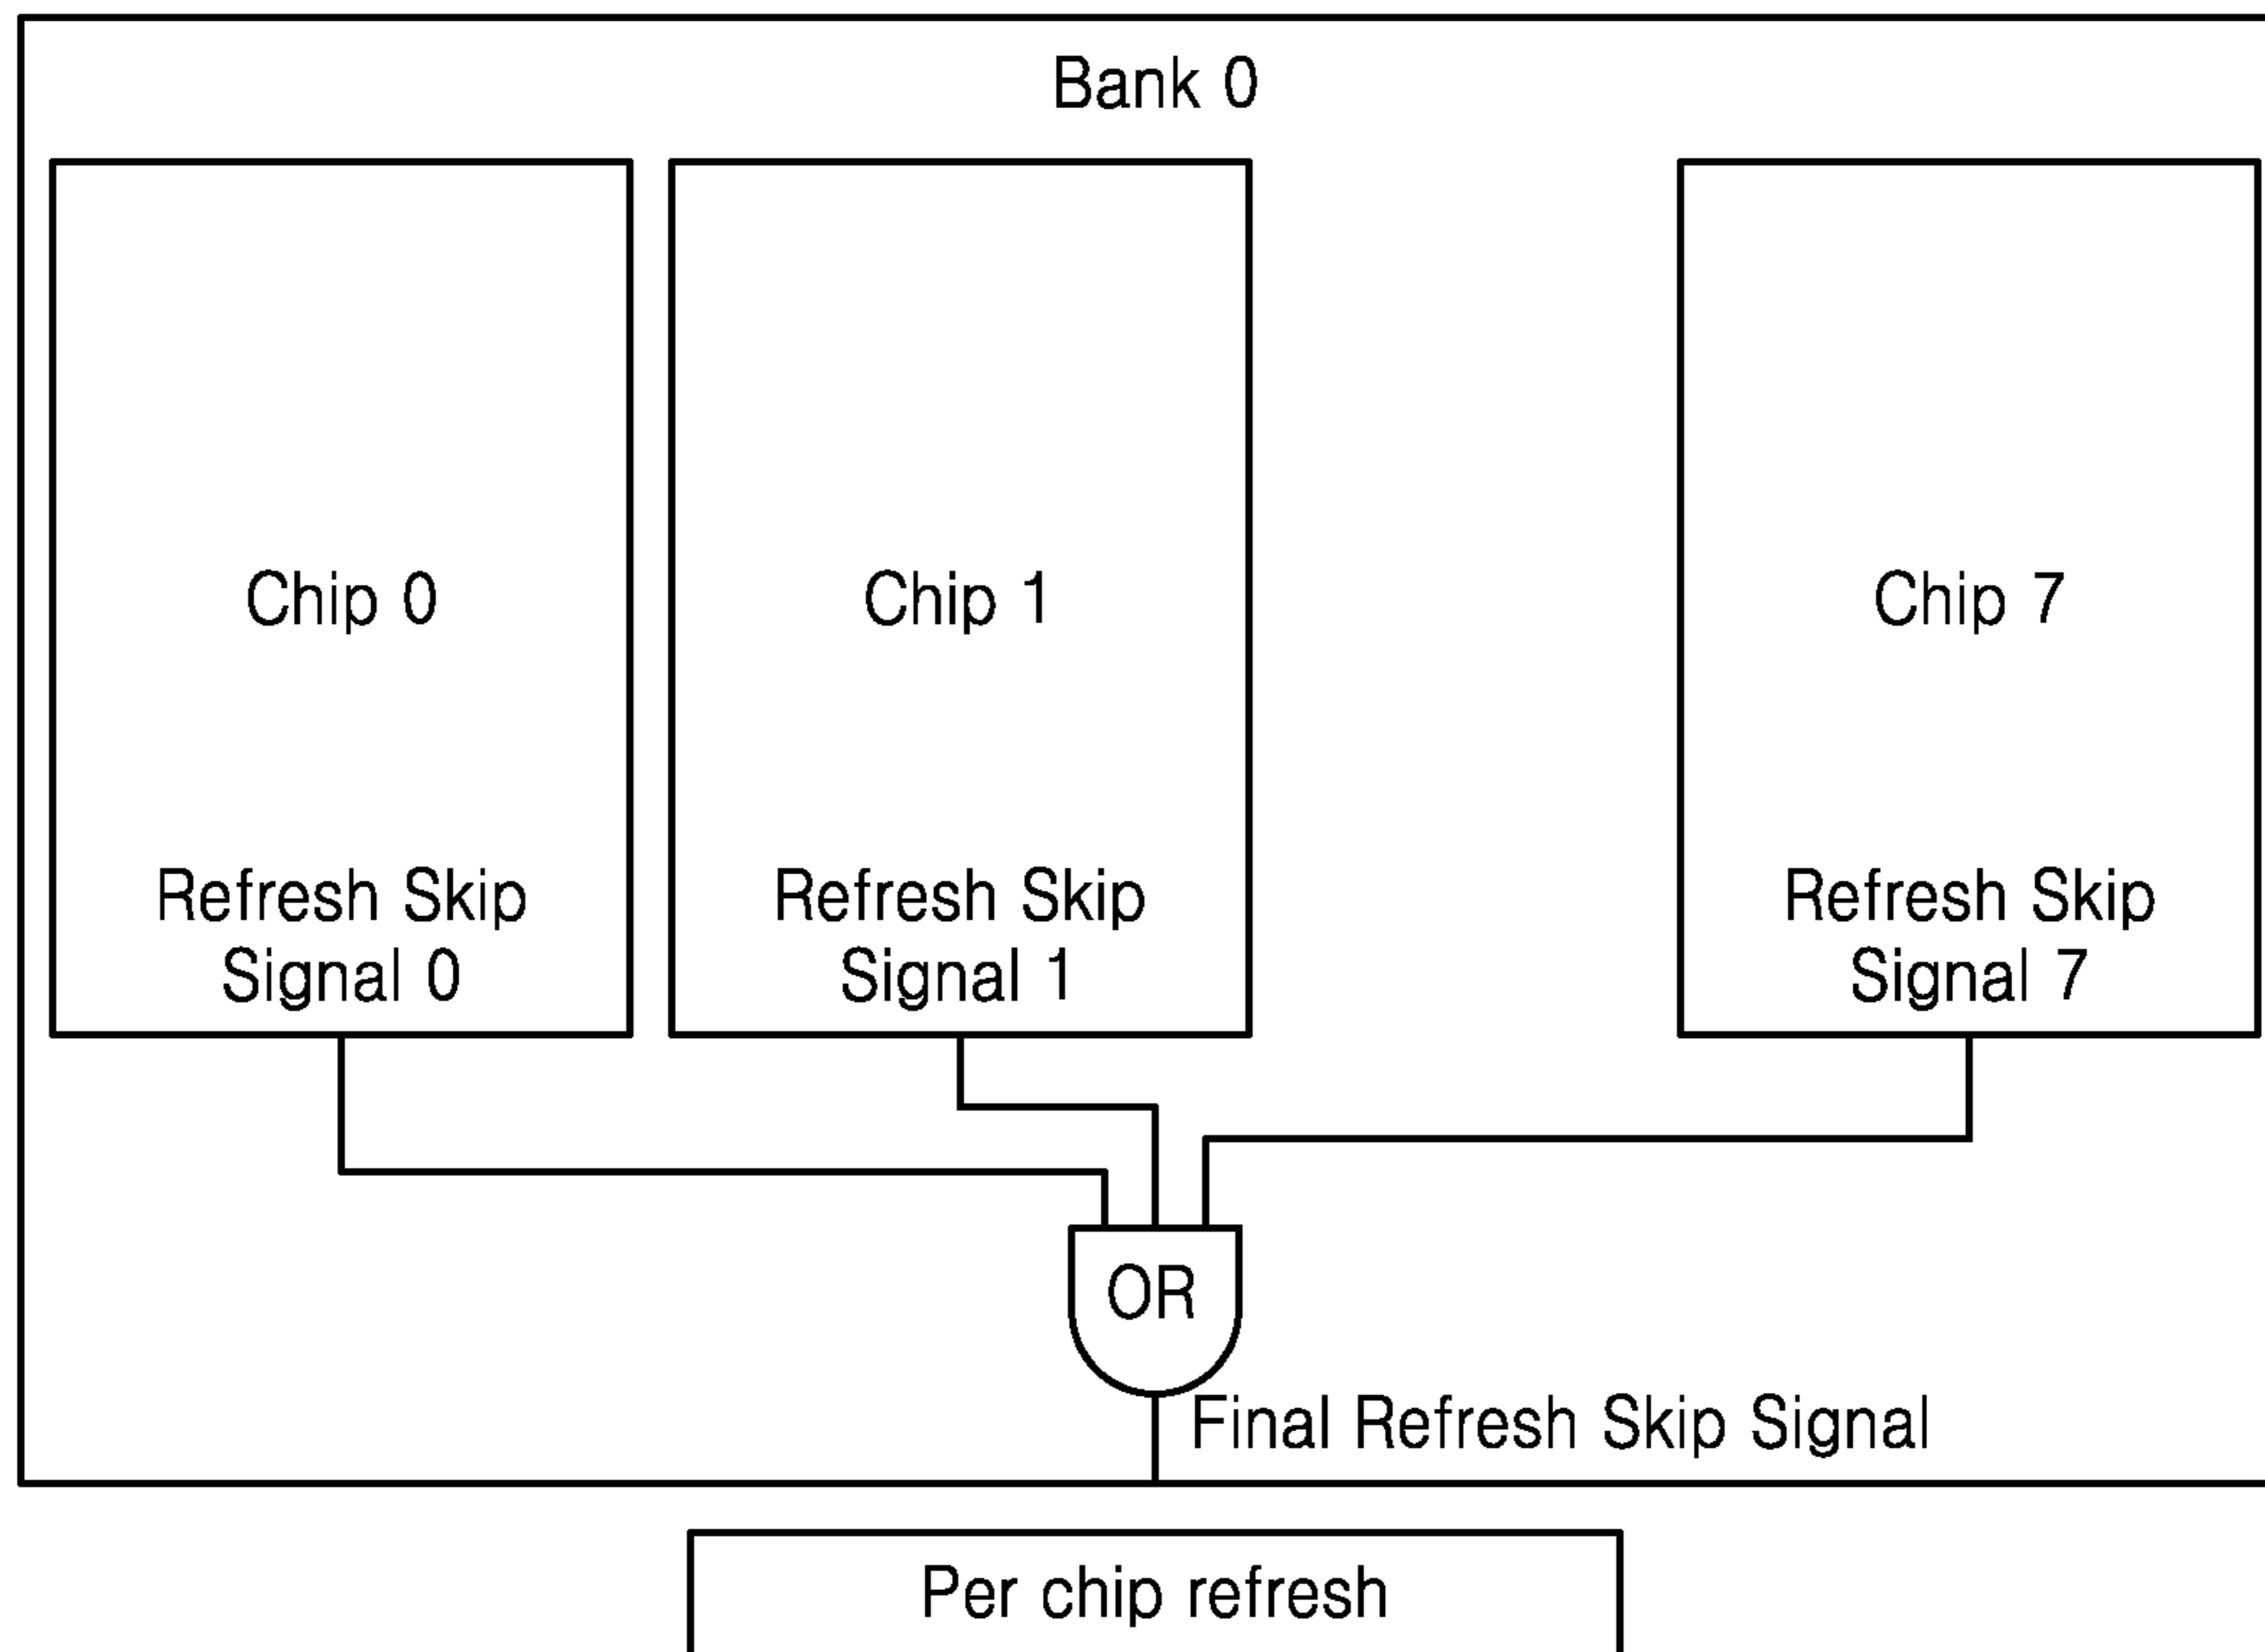 Bank 0
Chip 0
Chip 1
Chip 7
Refresh Skip
Signal 0
Refresh Skip
Signal 1
Refresh Skip
Signal 7
OR
Final Refresh Skip Signal
Per chip refresh